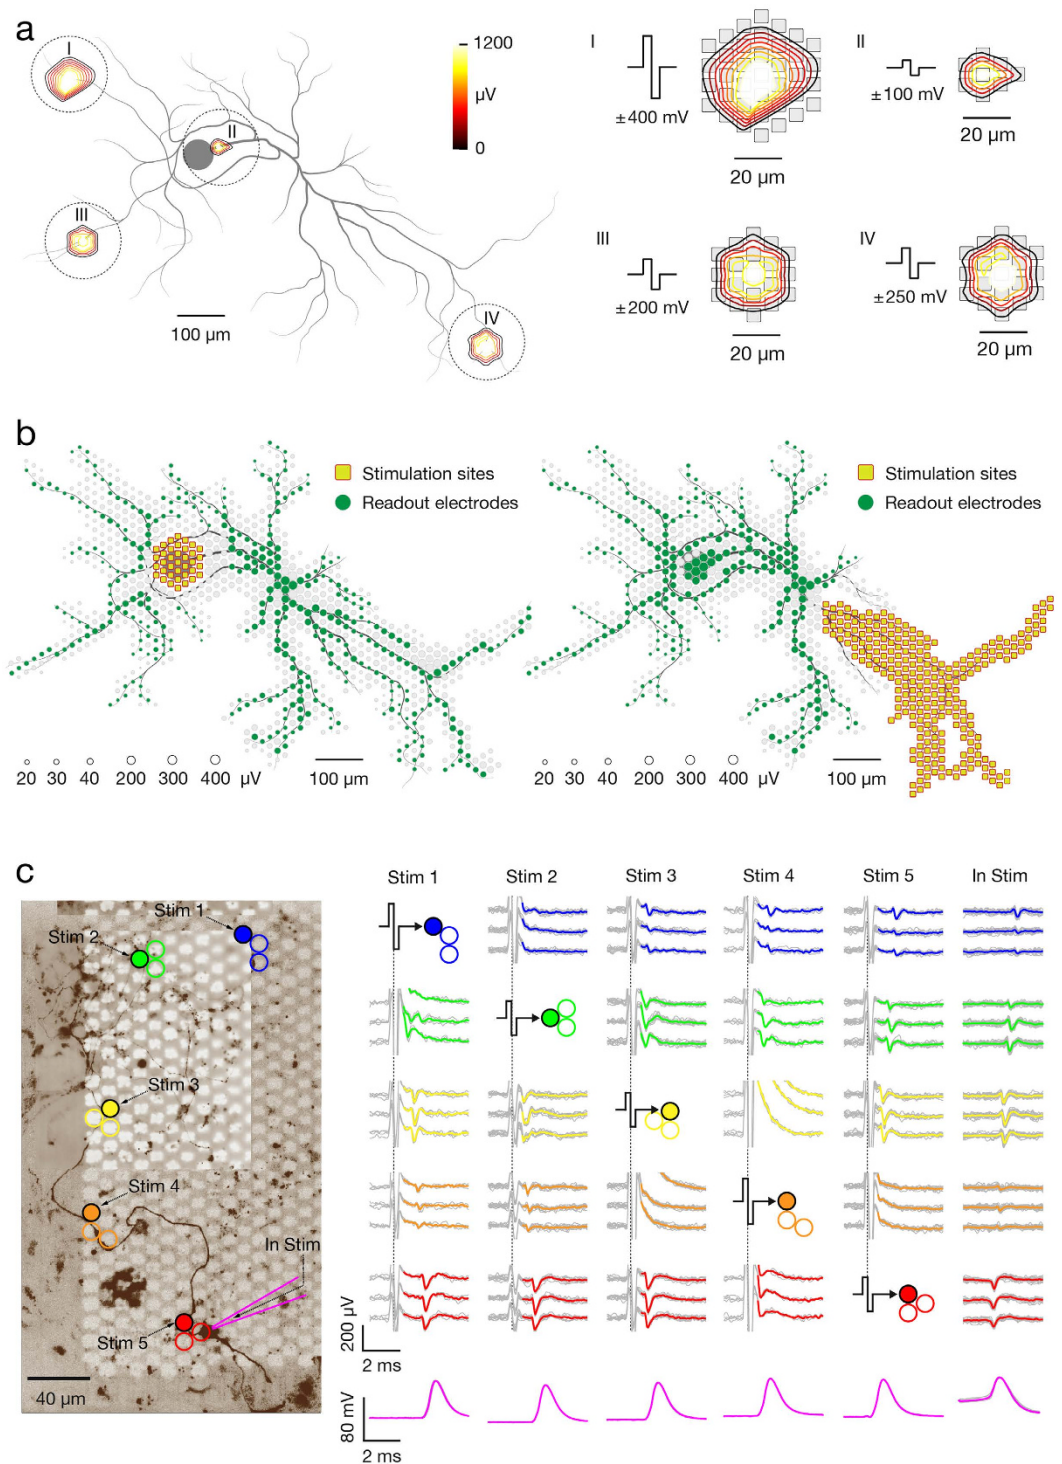 a
I
II
III
IV
1200
µV
0
100 µm
I
±400 mV
20 µm
II
±100 mV
20 µm
III
±200 mV
20 µm
IV
±250 mV
20 µm
b
Stimulation sites
Readout electrodes
20 30 40 200 300 400 µV
100 µm
Stimulation sites
Readout electrodes
20 30 40 200 300 400 µV
100 µm
c
Stim 1 Stim 2 Stim 3 Stim 4 Stim 5 In Stim
Stim 1
Stim 2
Stim 3
Stim 4
In Stim
Stim 5
40 µm
200 µV
2 ms
80 mV
2 ms